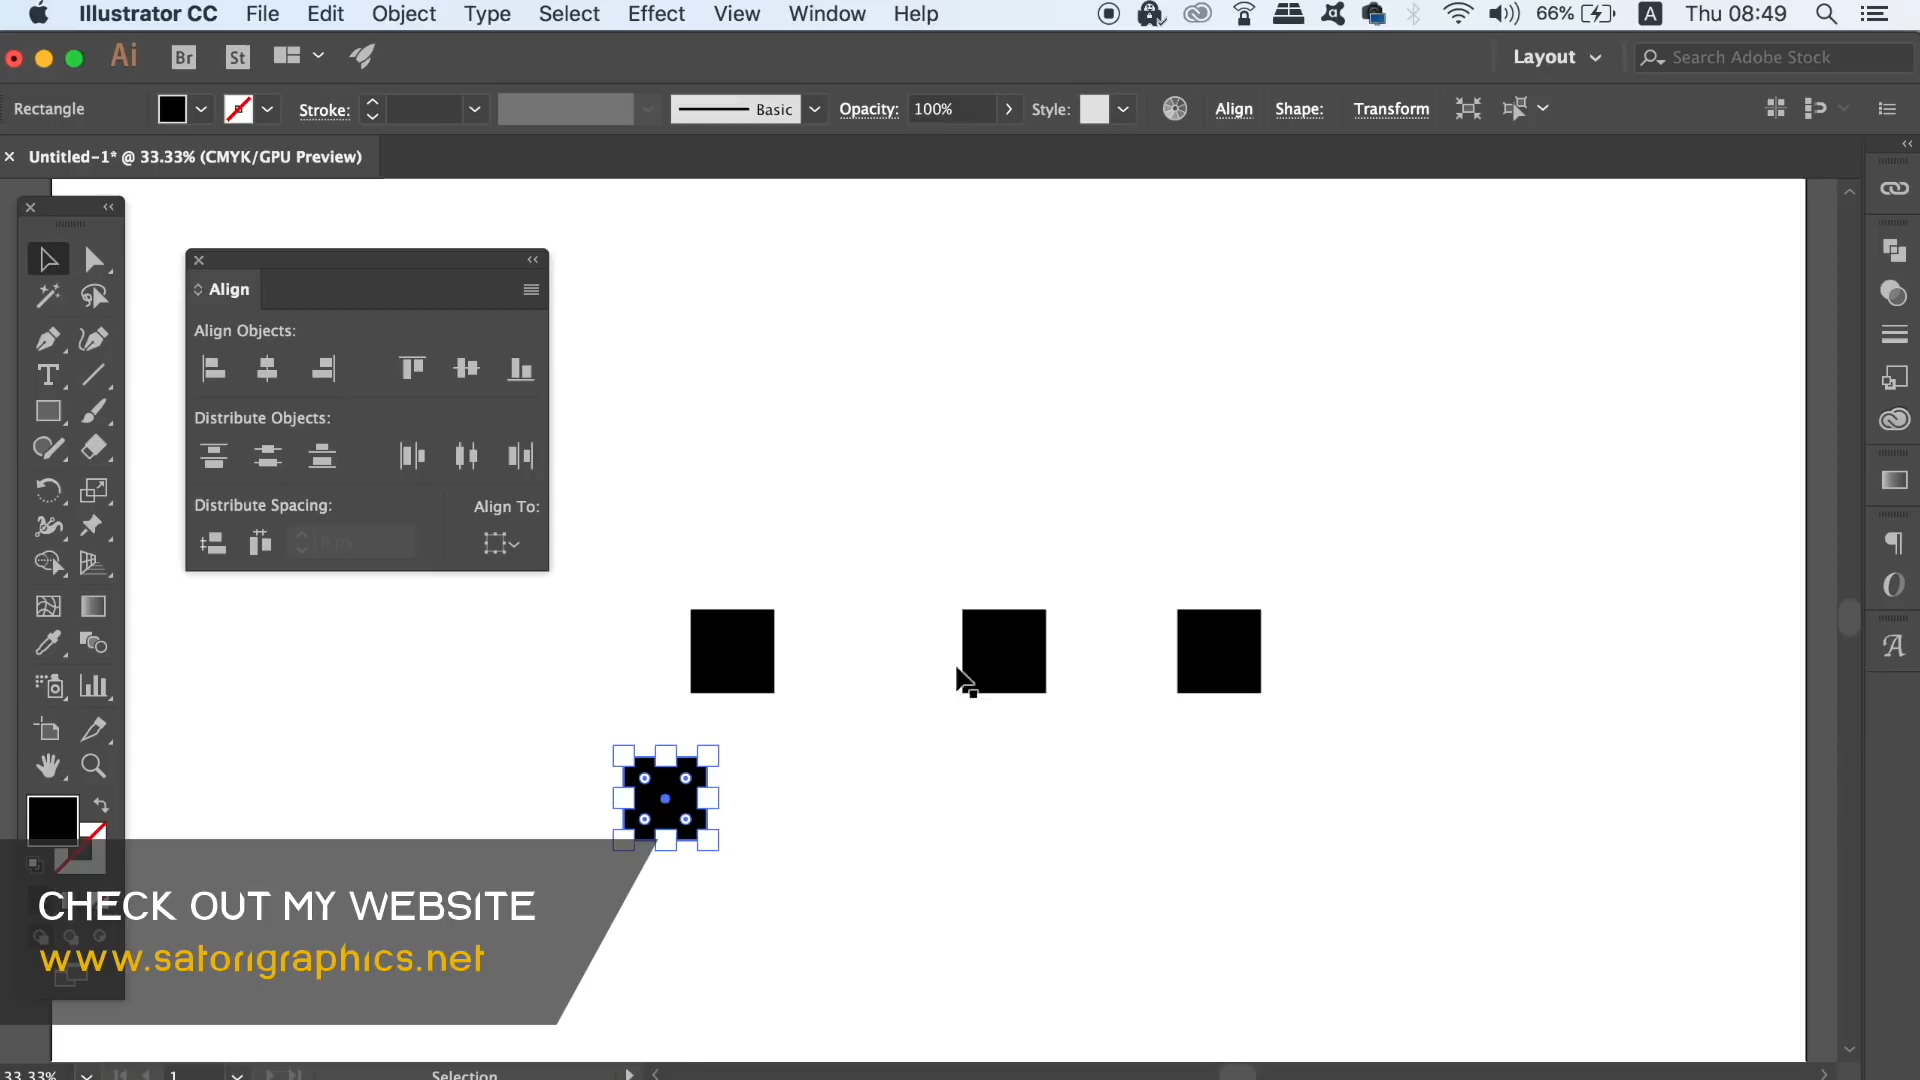 Illustrator CC File Edit Object Type Select Effect View Window Help 66% A Thu 08:49
Ai Br St Layout Search Adobe Stock
Rectangle Stroke: Basic Opacity: 100% Style: Align Shape: Transform
Untitled-1* @ 33.33% (CMYK/GPU Preview)
Align
Align Objects:
Distribute Objects:
Distribute Spacing: Align To:
0 px
CHECK OUT MY WEBSITE
www.satorigraphics.net
33.33% 1 Selection